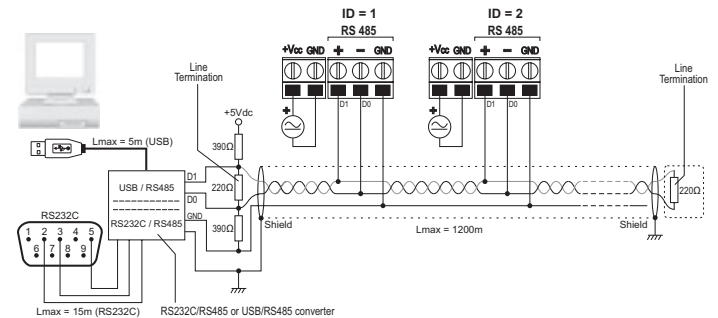 ID = 1
RS 485
+Vcc GND + − GND
D1 D0
ID = 2
RS 485
+Vcc GND + − GND
D1 D0
Line
Termination
Line
Termination
+5Vdc
+
+
390Ω
220Ω
390Ω
220Ω
Lmax = 5m (USB)
USB / RS485
RS232C / RS485
D1
D0
GND
Shield
Shield
Lmax = 1200m
RS232C
1 2 3 4 5
6 7 8 9
Lmax = 15m (RS232C)
RS232C/RS485 or USB/RS485 converter